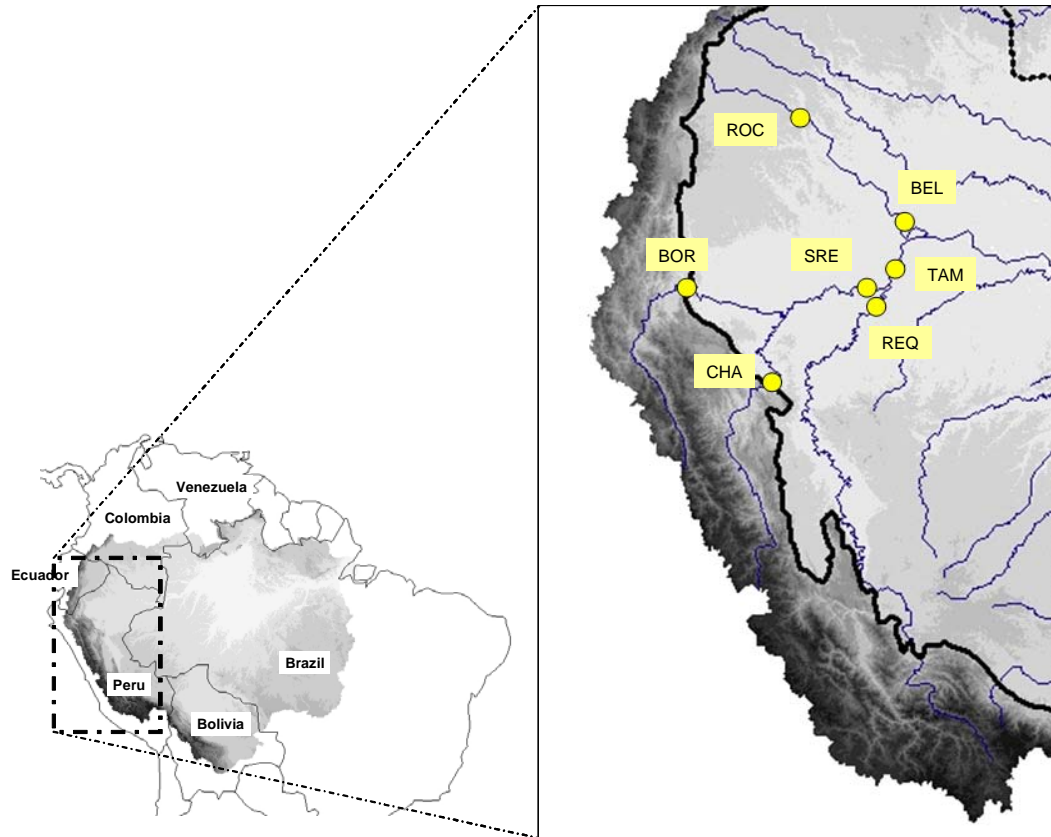 ROC
BEL
BOR
SRE
TAM
REQ
CHA
Venezuela
Colombia
Ecuador
Brazil
Peru
Bolivia